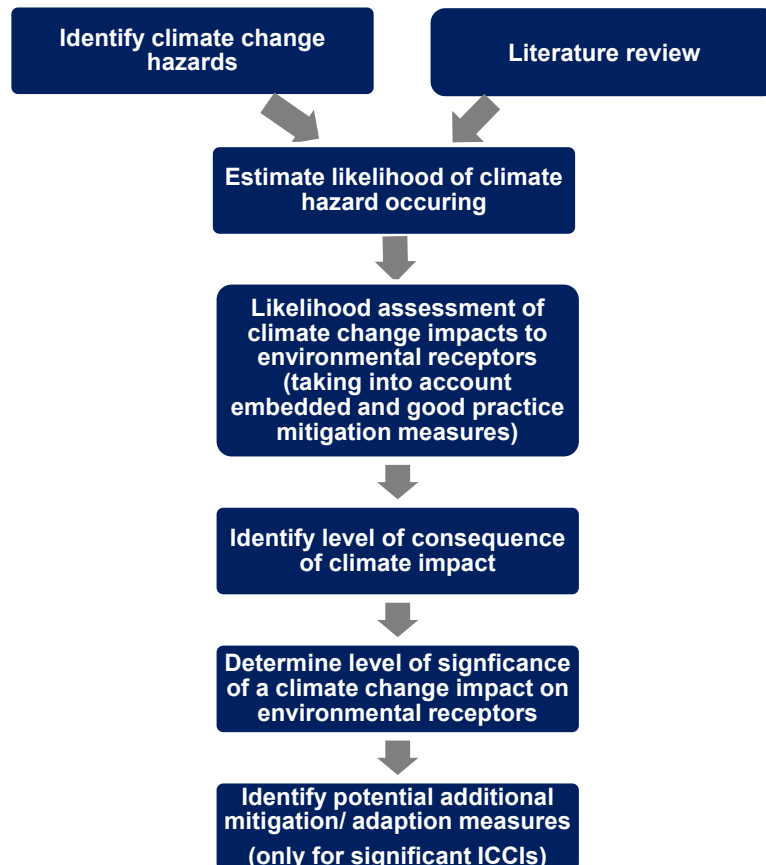 Identify climate change
hazards
Literature review
Estimate likelihood of climate
hazard occuring
Likelihood assessment of
climate change impacts to
environmental receptors
(taking into account
embedded and good practice
mitigation measures)
Identify level of consequence
of climate impact
Determine level of signficance
of a climate change impact on
environmental receptors
Identify potential additional
mitigation/ adaption measures
(only for significant ICCIs)